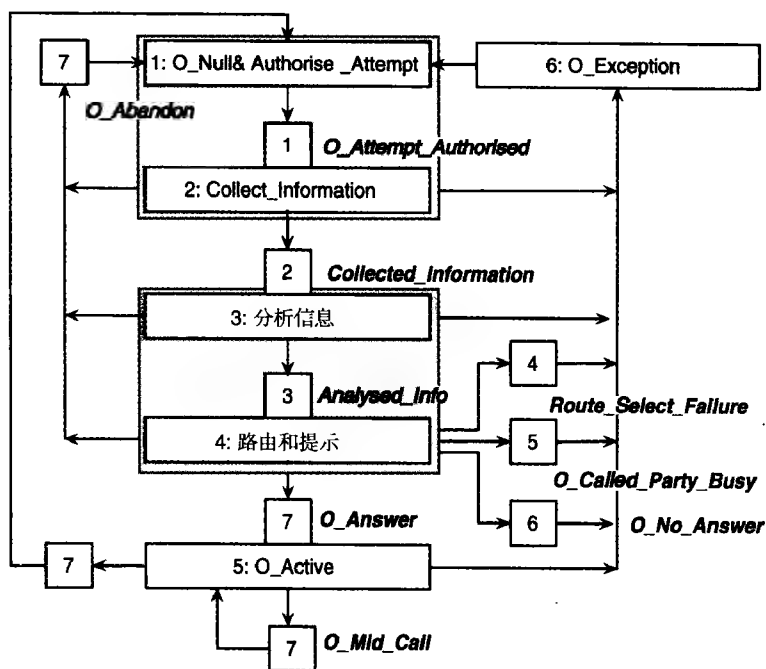 1: O_Null& Authorise _Attempt
6: O_Exception
7
O_Abandon
1
O_Attempt_Authorised
2: Collect_Information
2
Collected_Information
3: 分析信息
3
Analysed_Info
4
Route_Select_Failure
4: 路由和提示
5
O_Called_Party_Busy
7
O_Answer
6
O_No_Answer
7
5: O_Active
7
O_Mid_Call